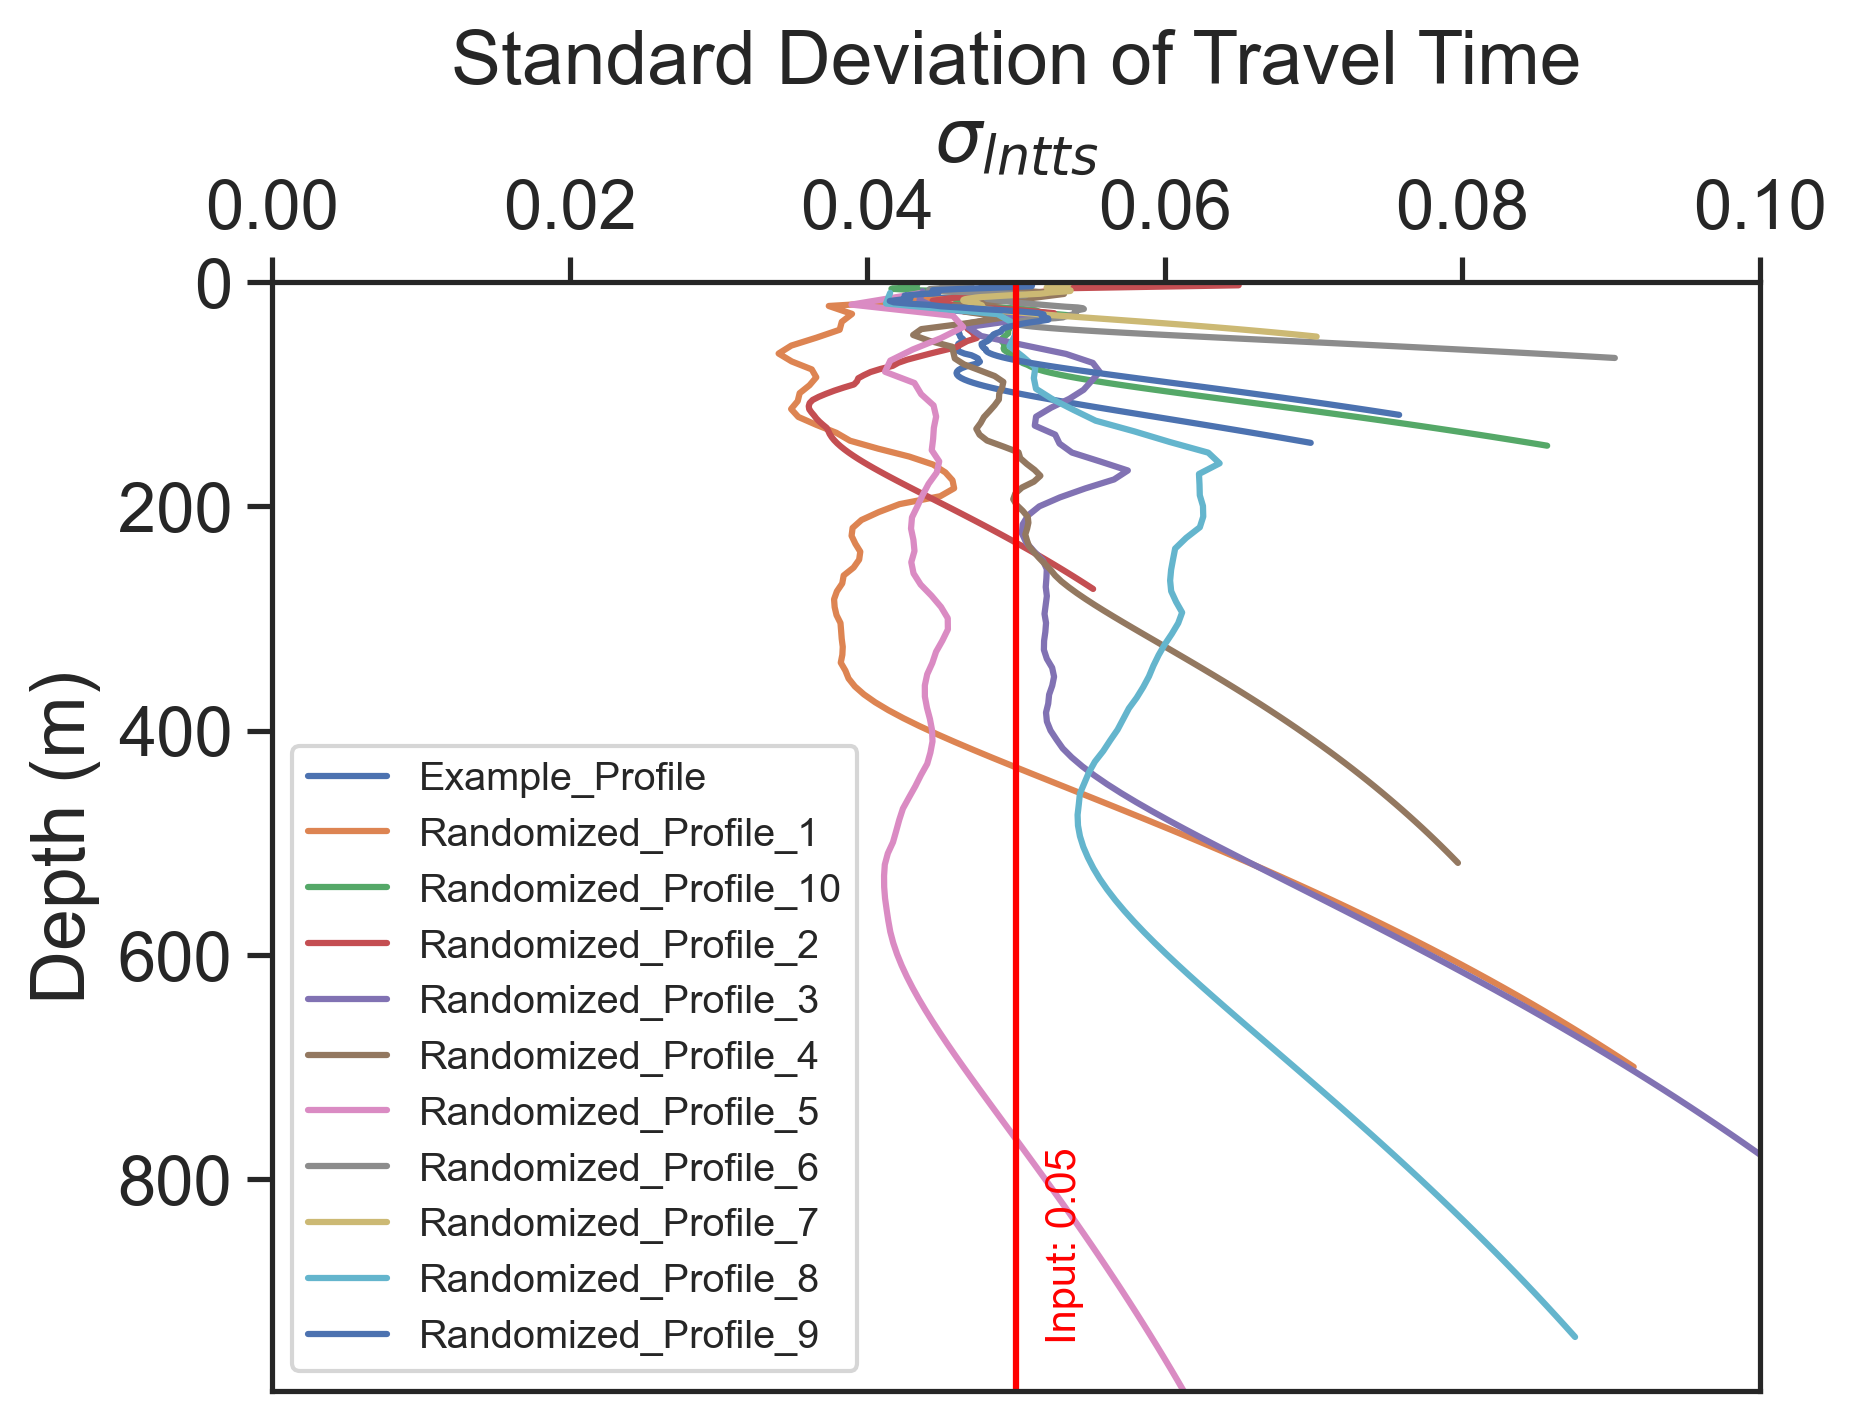 Standard Deviation of Travel Time
σlntts
0.00 0.02 0.04 0.06 0.08 0.10
0
200
400
600
800
Depth (m)
Example_Profile
Randomized_Profile_1
Randomized_Profile_10
Randomized_Profile_2
Randomized_Profile_3
Randomized_Profile_4
Randomized_Profile_5
Randomized_Profile_6
Randomized_Profile_7
Randomized_Profile_8
Randomized_Profile_9
Input: 0.05